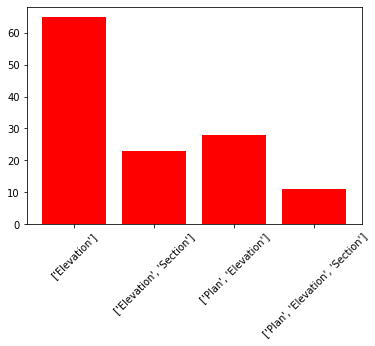 60
50
40
30
20
10
0
['Elevation']
['Elevation', 'Section']
['Plan', 'Elevation']
['Plan', 'Elevation', 'Section']